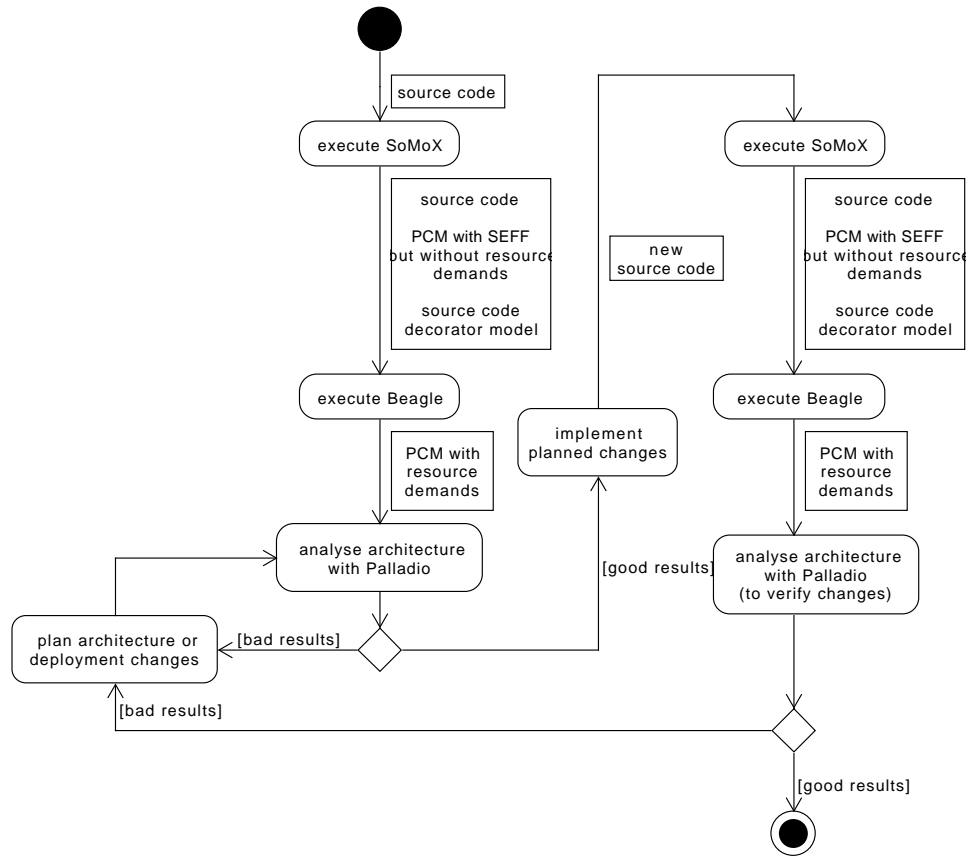 source code
execute SoMoX
source code
PCM with SEFF
but without resource
demands
source code
decorator model
execute Beagle
PCM with
resource
demands
analyse architecture
with Palladio
[bad results]
plan architecture or
deployment changes
[bad results]
[good results]
implement
planned changes
new
source code
execute SoMoX
source code
PCM with SEFF
but without resource
demands
source code
decorator model
execute Beagle
PCM with
resource
demands
analyse architecture
with Palladio
(to verify changes)
[good results]